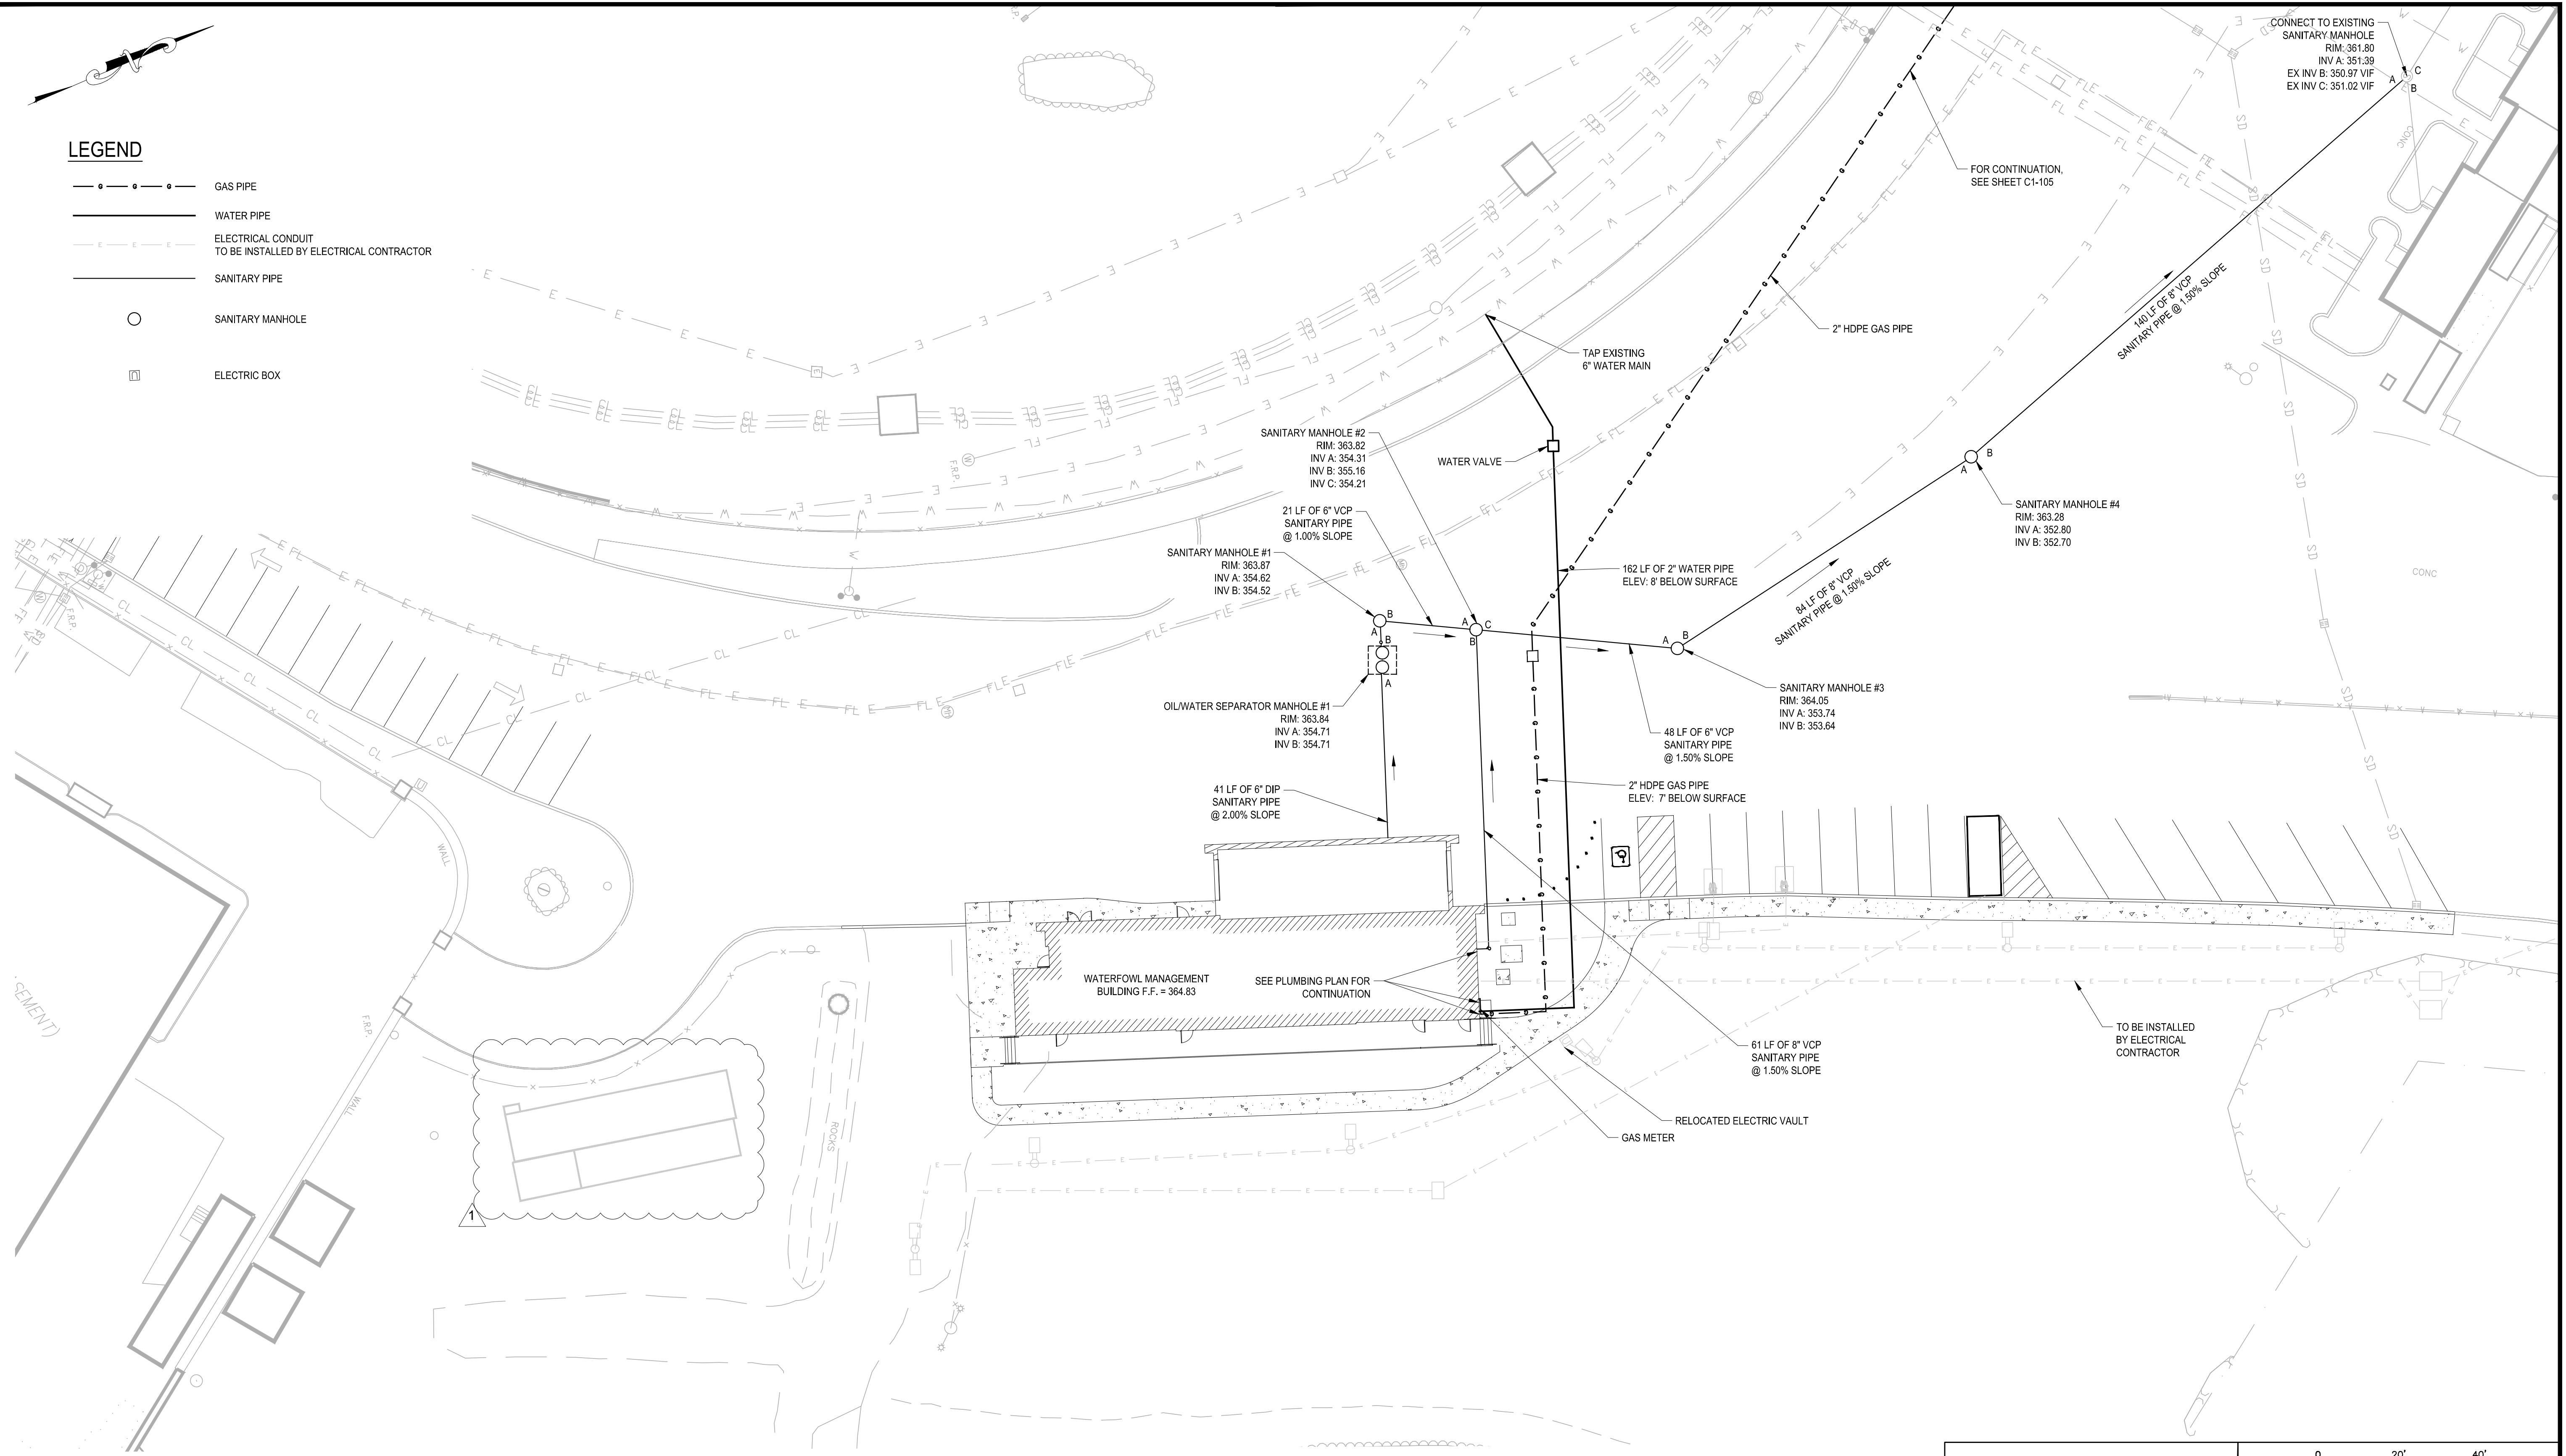 N
LEGEND
GAS PIPE
WATER PIPE
E E E
ELECTRICAL CONDUIT
TO BE INSTALLED BY ELECTRICAL CONTRACTOR
SANITARY PIPE
SANITARY MANHOLE
ELECTRIC BOX
CONNECT TO EXISTING
SANITARY MANHOLE
RIM: 361.80
INV A: 351.39
EX INV B: 350.97 VIF
EX INV C: 351.02 VIF
A
C
B
CONC
FOR CONTINUATION,
SEE SHEET C1-105
2" HDPE GAS PIPE
140 LF OF 8" VCP
SANITARY PIPE @ 1.50% SLOPE
TAP EXISTING
6" WATER MAIN
WATER VALVE
SANITARY MANHOLE #2
RIM: 363.82
INV A: 354.31
INV B: 355.16
INV C: 354.21
21 LF OF 6" VCP
SANITARY PIPE
@ 1.00% SLOPE
SANITARY MANHOLE #1
RIM: 363.87
INV A: 354.62
INV B: 354.52
A
B
SANITARY MANHOLE #4
RIM: 363.28
INV A: 352.80
INV B: 352.70
CONC
162 LF OF 2" WATER PIPE
ELEV: 8' BELOW SURFACE
84 LF OF 8" VCP
SANITARY PIPE @ 1.50% SLOPE
B
A
B
A
A
C
B
A
B
OIL/WATER SEPARATOR MANHOLE #1
RIM: 363.84
INV A: 354.71
INV B: 354.71
SANITARY MANHOLE #3
RIM: 364.05
INV A: 353.74
INV B: 353.64
48 LF OF 6" VCP
SANITARY PIPE
@ 1.50% SLOPE
41 LF OF 6" DIP
SANITARY PIPE
@ 2.00% SLOPE
2" HDPE GAS PIPE
ELEV: 7' BELOW SURFACE
F.R.P.
F.R.P.
WALL
F.R.P.
WALL
SEMENT)
ROCKS
WATERFOWL MANAGEMENT
BUILDING F.F. = 364.83
SEE PLUMBING PLAN FOR
CONTINUATION
TO BE INSTALLED
BY ELECTRICAL
CONTRACTOR
61 LF OF 8" VCP
SANITARY PIPE
@ 1.50% SLOPE
RELOCATED ELECTRIC VAULT
GAS METER
1
0 20' 40'